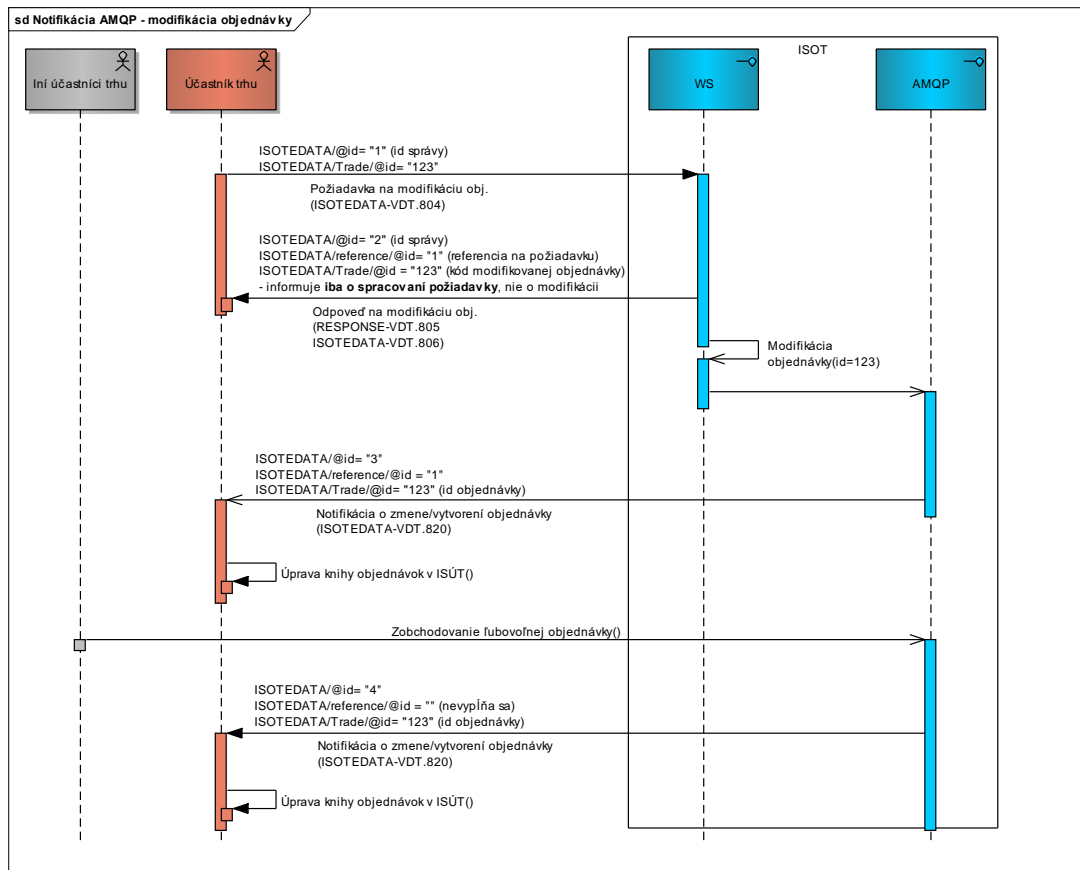 sd Notifikácia AMQP - modifikácia objednávky
ISOT
Iní účastníci trhu
Účastník trhu
WS
AMQP
ISOTEDATA/@id= "1" (id správy)
ISOTEDATA/Trade/@id= "123"
Požiadavka na modifikáciu obj.
(ISOTEDATA-VDT.804)
ISOTEDATA/@id= "2" (id správy)
ISOTEDATA/reference/@id= "1" (referencia na požiadavku)
ISOTEDATA/Trade/@id = "123" (kód modifikovanej objednávky)
- informuje iba o spracovaní požiadavky, nie o modifikácii
Odpoveď na modifikáciu obj.
(RESPONSE-VDT.805
ISOTEDATA-VDT.806)
Modifikácia
objednávky(id=123)
ISOTEDATA/@id= "3"
ISOTEDATA/reference/@id = "1"
ISOTEDATA/Trade/@id= "123" (id objednávky)
Notifikácia o zmene/vytvorení objednávky
(ISOTEDATA-VDT.820)
Úprava knihy objednávok v ISÚT()
Zobchodovanie ľubovoľnej objednávky()
ISOTEDATA/@id= "4"
ISOTEDATA/reference/@id = "" (nevypĺňa sa)
ISOTEDATA/Trade/@id= "123" (id objednávky)
Notifikácia o zmene/vytvorení objednávky
(ISOTEDATA-VDT.820)
Úprava knihy objednávok v ISÚT()